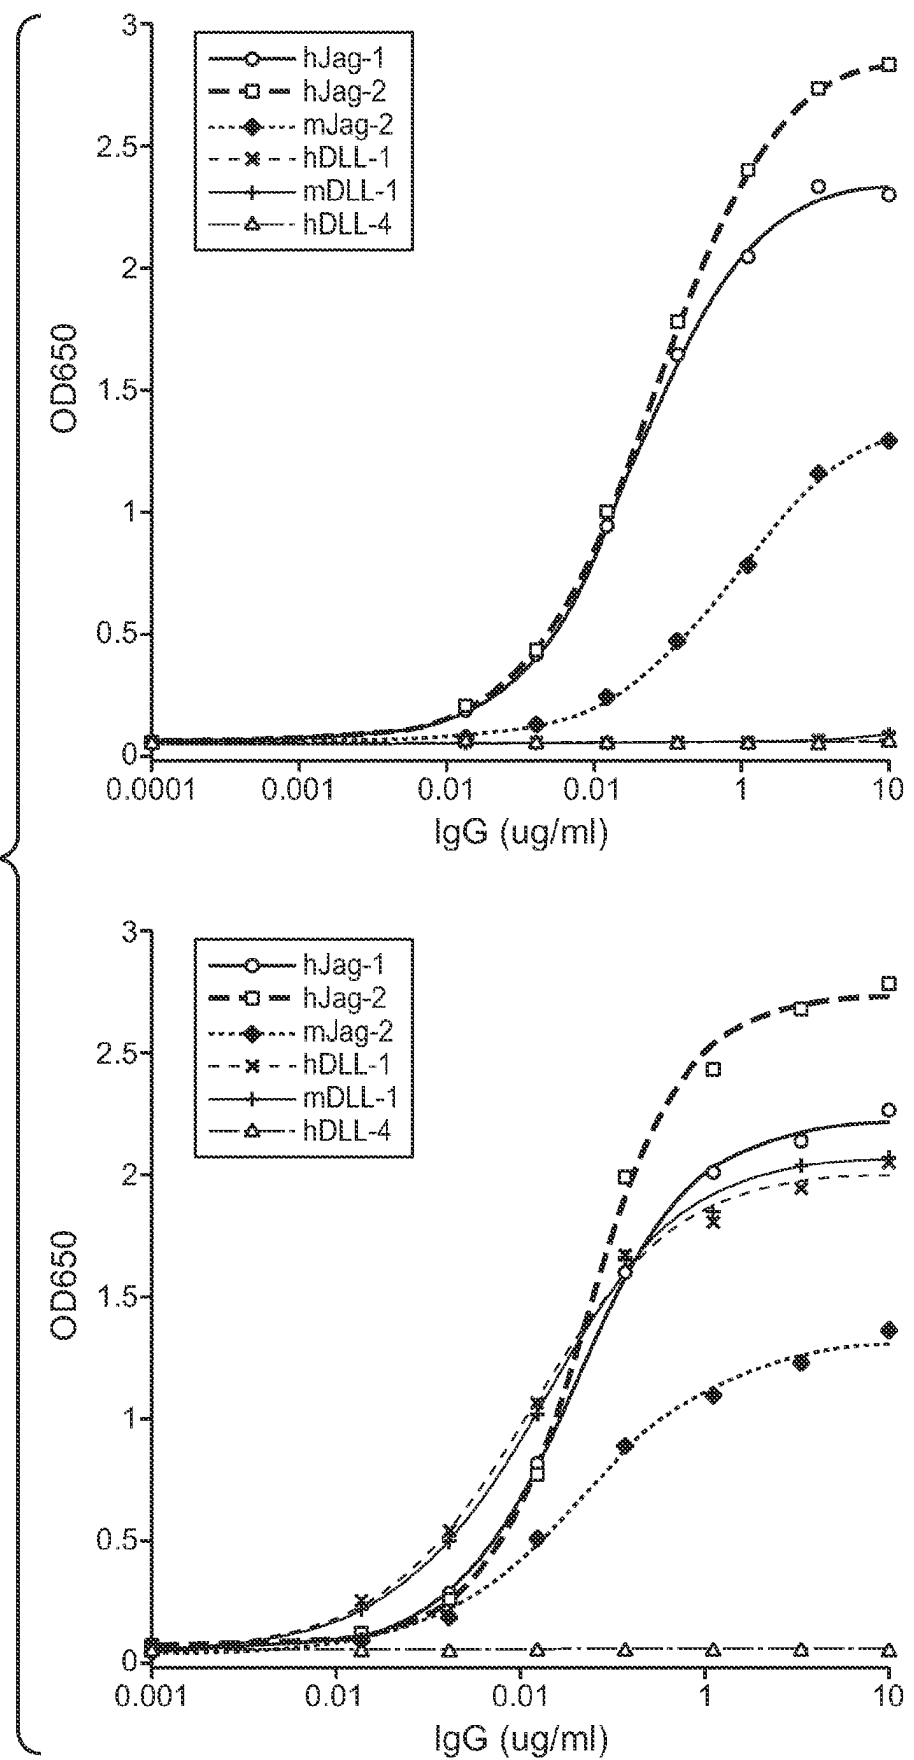 3
hJag-1
hJag-2
mJag-2
hDLL-1
mDLL-1
hDLL-4
2.5
2
1.5
1
0.5
0
OD650
0.0001 0.001 0.01 0.01 1 10
IgG (ug/ml)
3
hJag-1
hJag-2
mJag-2
hDLL-1
mDLL-1
hDLL-4
2.5
2
1.5
1
0.5
0
OD650
0.001 0.01 0.01 1 10
IgG (ug/ml)